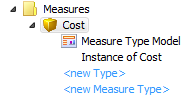 Measures
Cost
Measure Type Model
Instance of Cost
<new Type>
<new Measure Type>